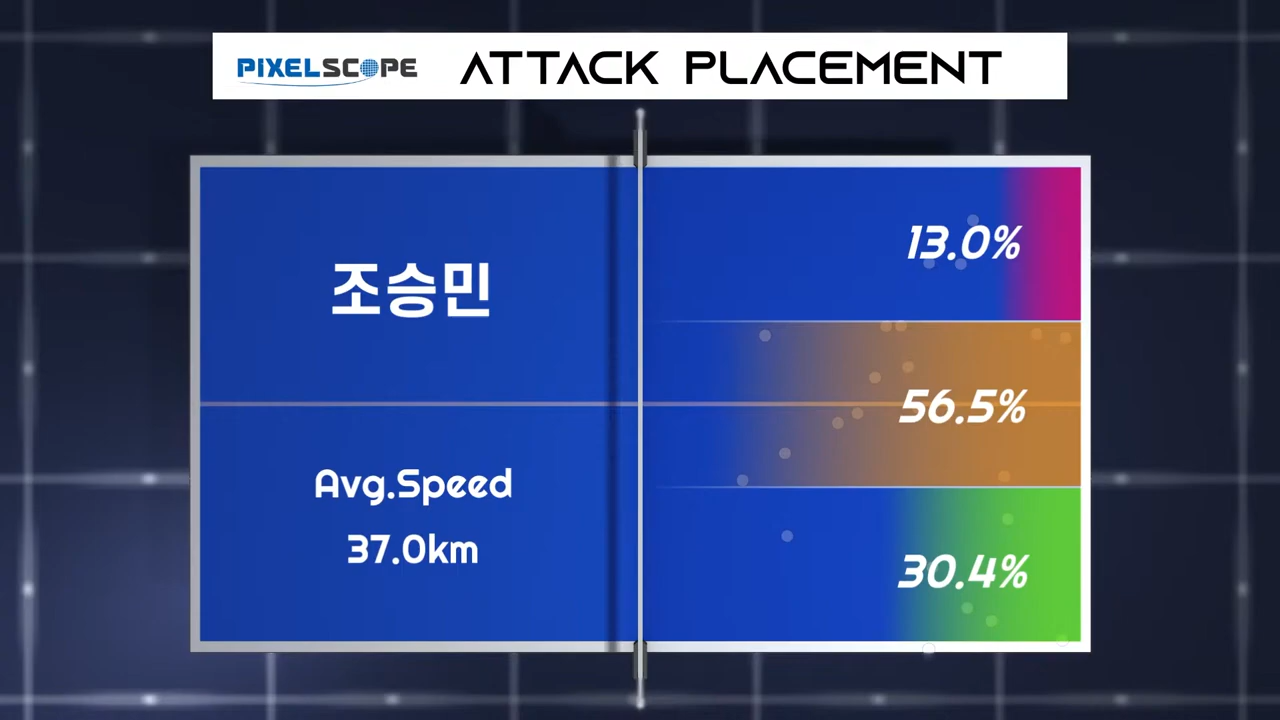 PIXELSCOPE ATTACK PLACEMENT
조승민
Avg.Speed
37.0km
13.0%
56.5%
30.4%